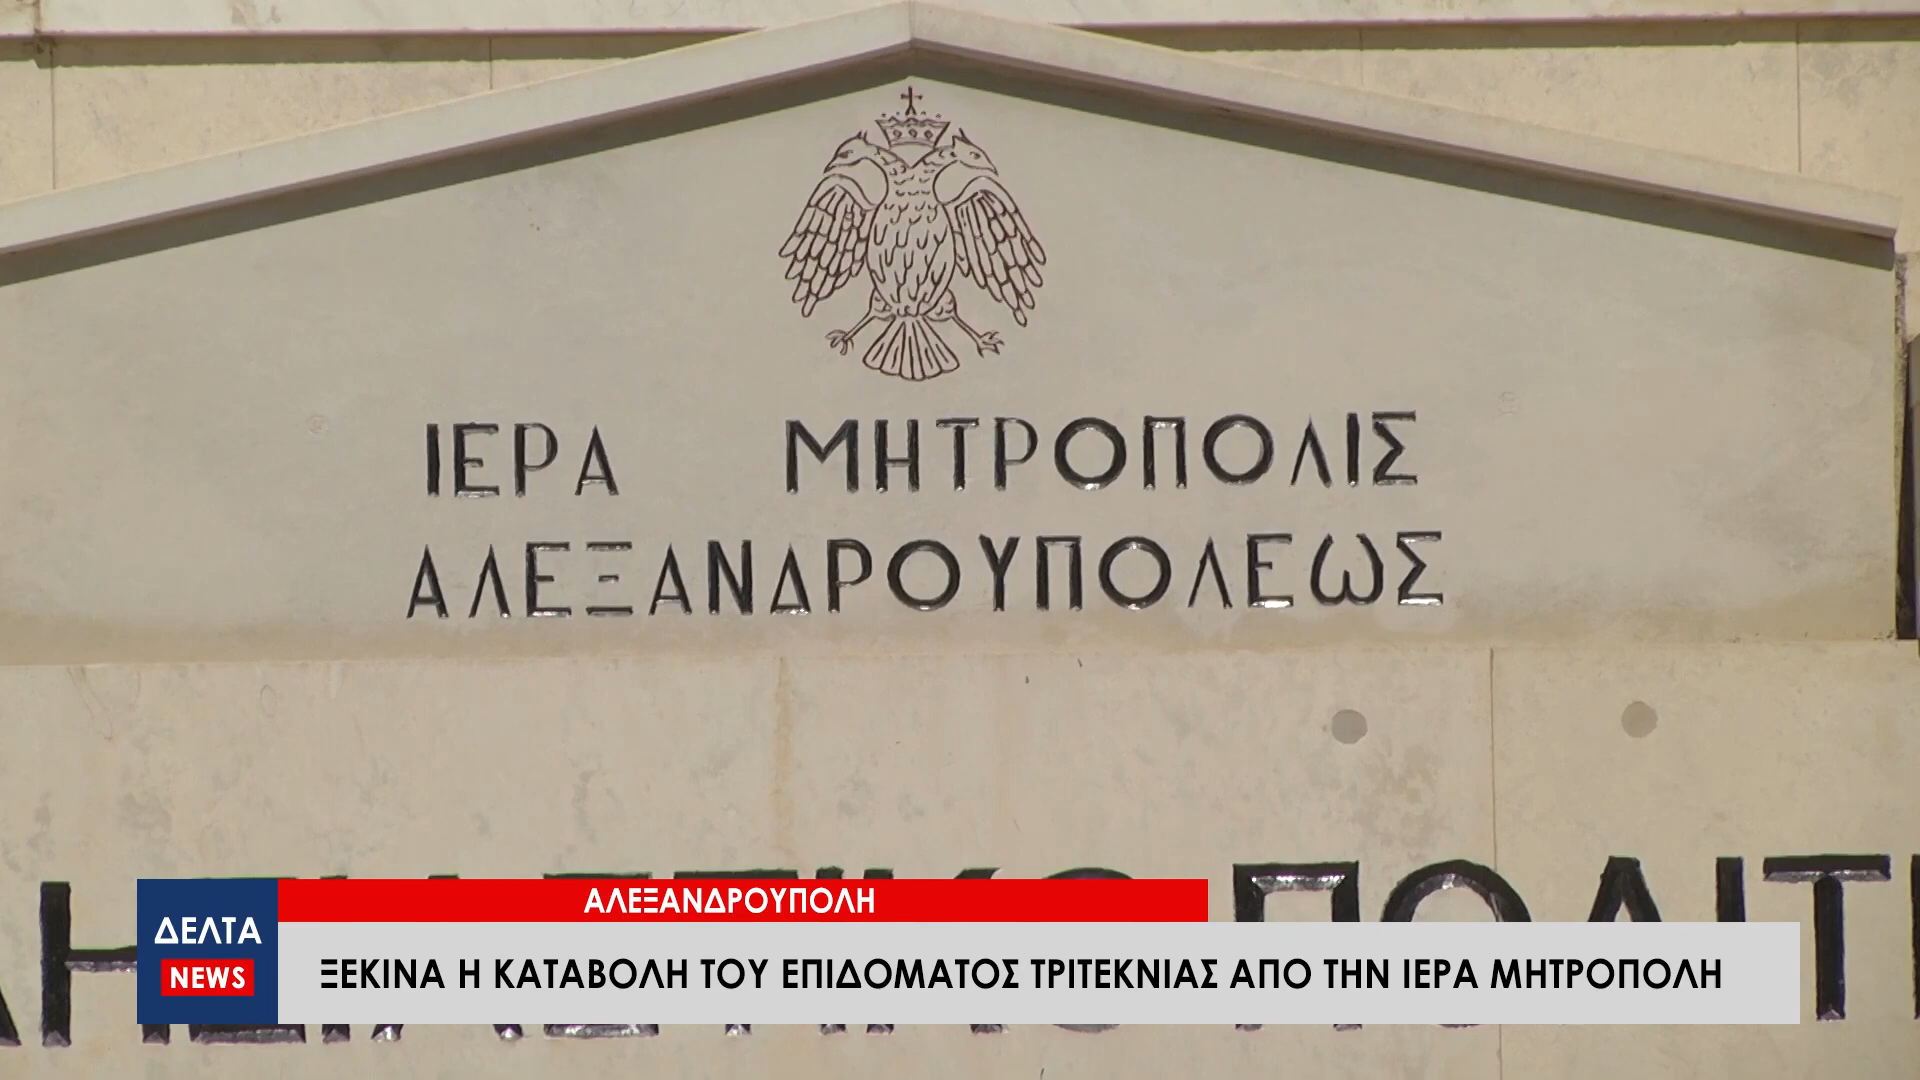 ΙΕΡΑ ΜΗΤΡΟΠΟΛΙΣ
ΑΛΕΞΑΝΔΡΟΥΠΟΛΕΩΣ
ΑΛΕΞΑΝΔΡΟΥΠΟΛΗ
ΔΕΛΤΑ
NEWS
ΞΕΚΙΝΑ Η ΚΑΤΑΒΟΛΗ ΤΟΥ ΕΠΙΔΟΜΑΤΟΣ ΤΡΙΤΕΚΝΙΑΣ ΑΠΟ ΤΗΝ ΙΕΡΑ ΜΗΤΡΟΠΟΛΗ